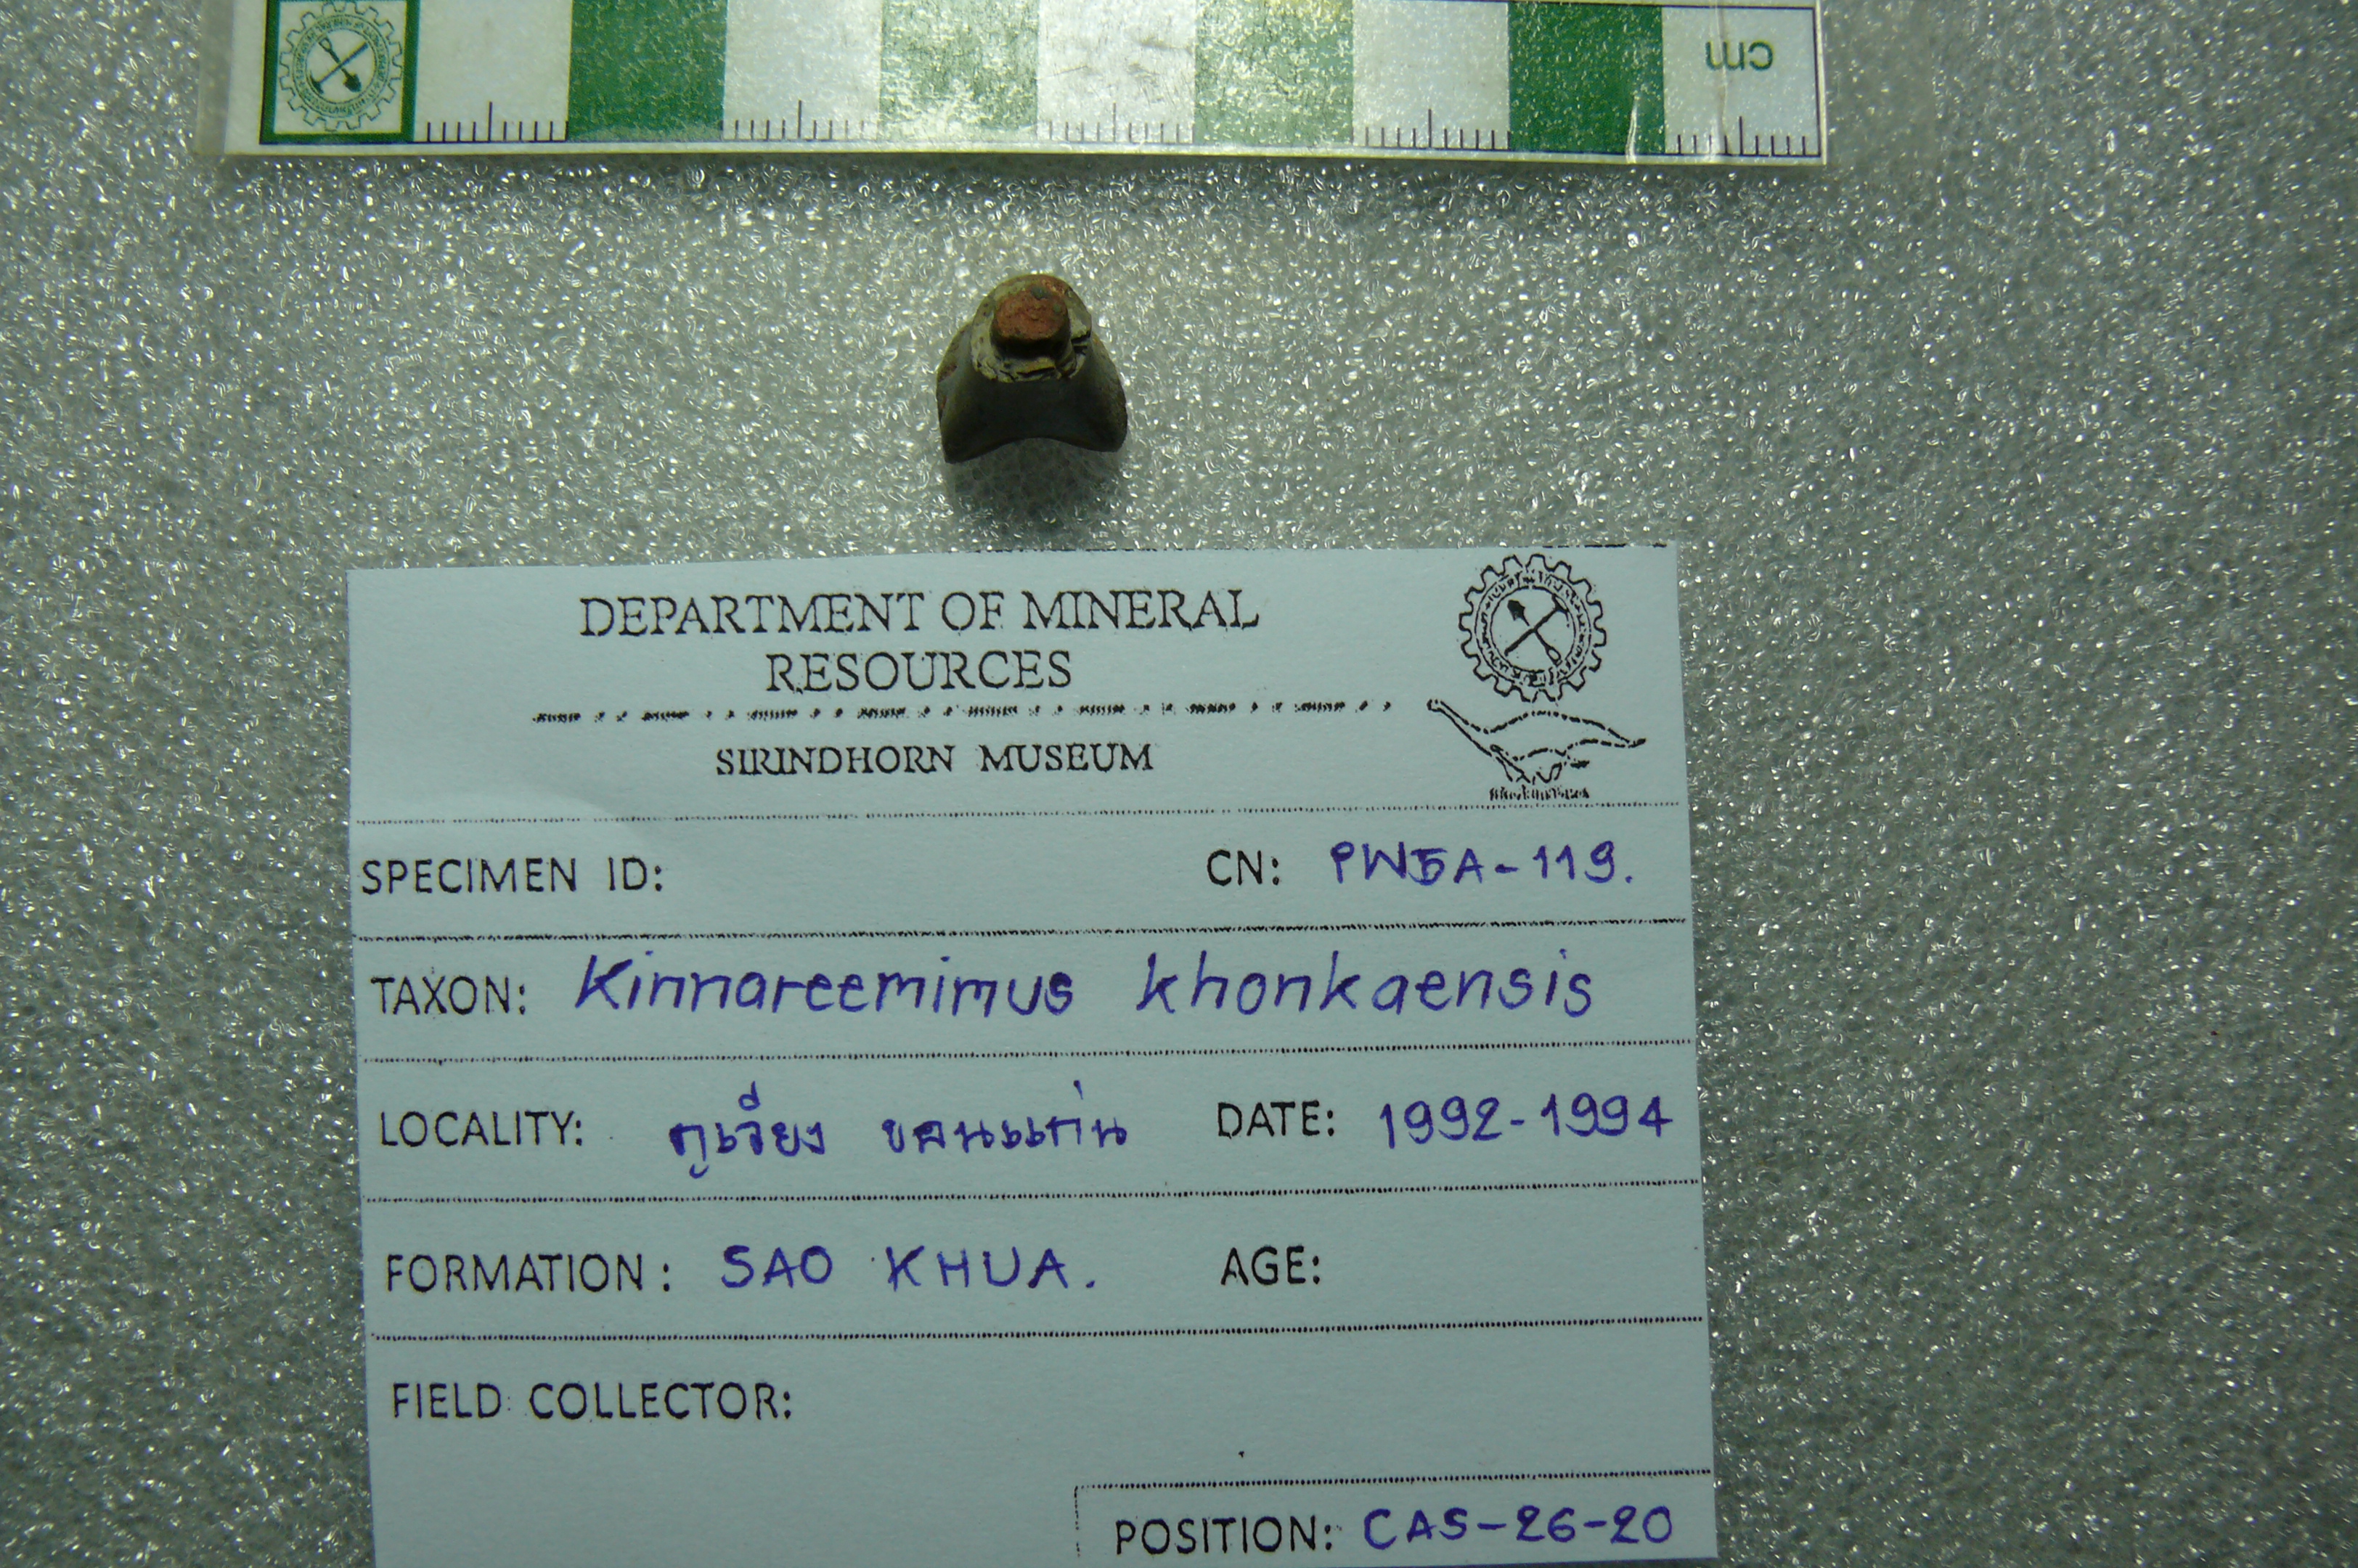 cm
DEPARTMENT OF MINERAL
RESOURCES
SIRINDHORN MUSEUM
SPECIMEN ID: CN: PW5A-119.
TAXON: Kinnareemimus khonkaensis
LOCALITY: ภูเวียง ขอนแก่น DATE: 1992-1994
FORMATION: SAO KHUA. AGE:
FIELD COLLECTOR:
POSITION: CAS-26-20